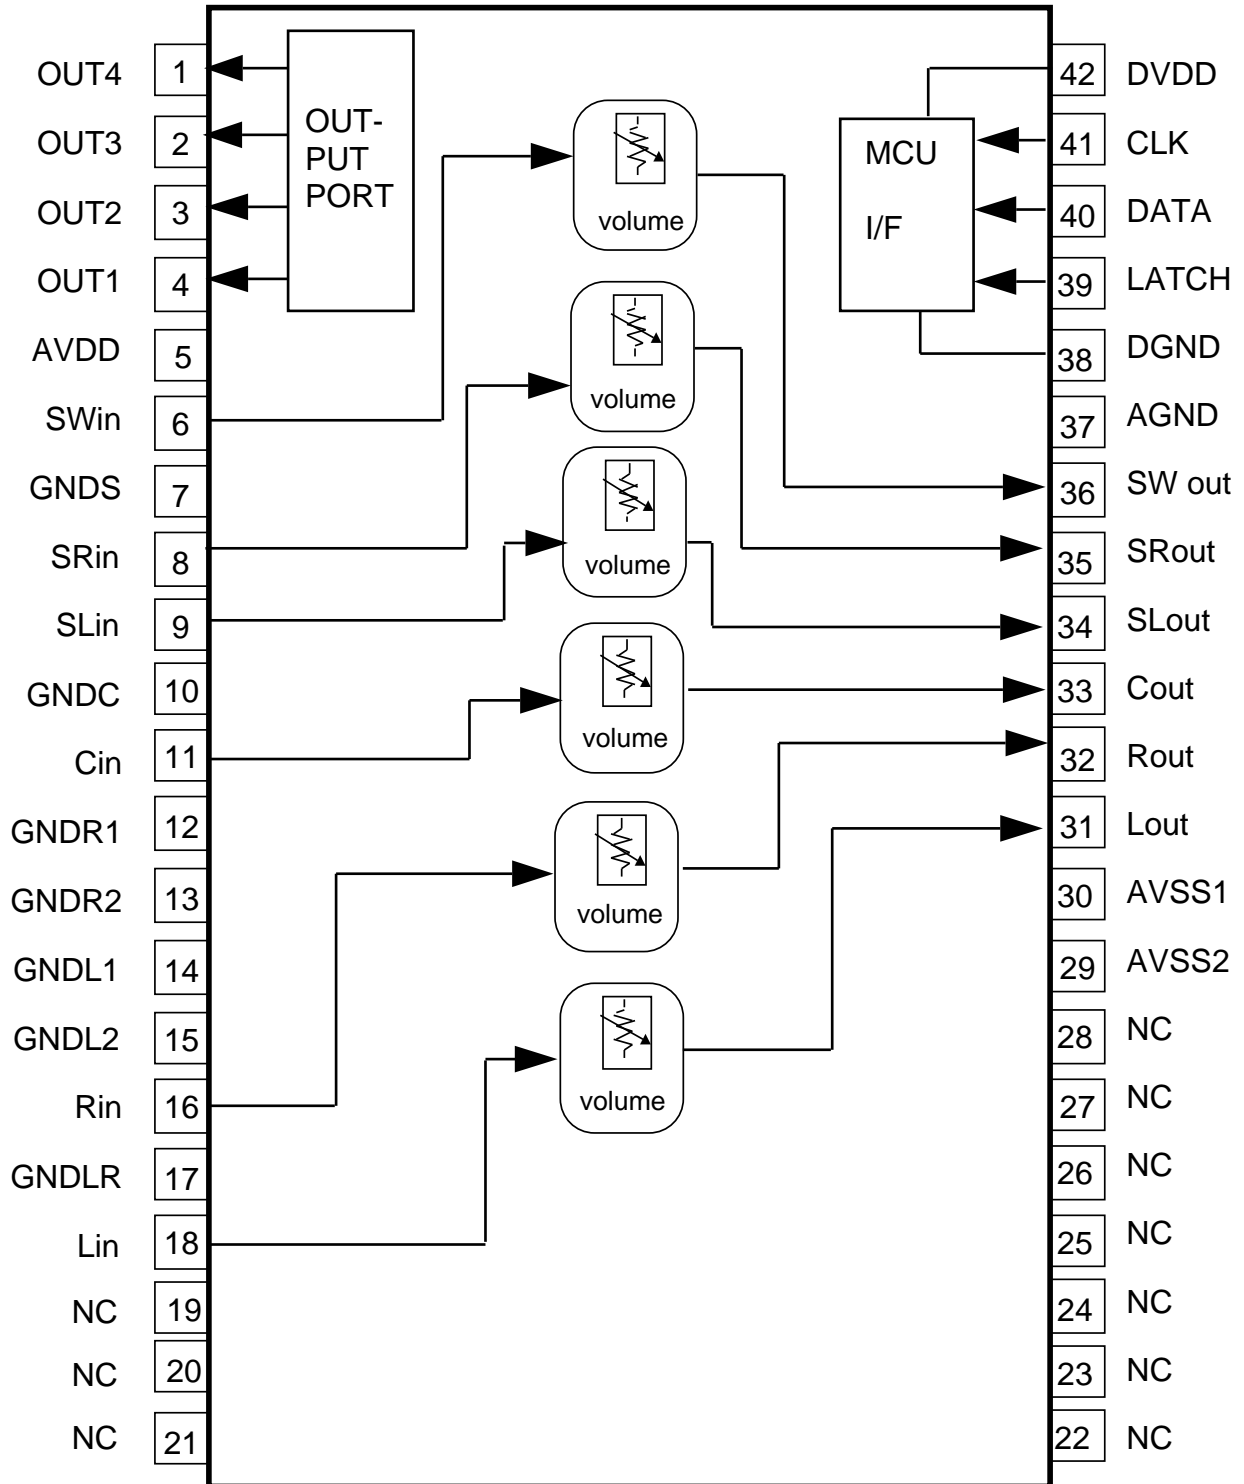 OUT4 1
OUT3 2
OUT2 3
OUT1 4
AVDD 5
SWin 6
GNDS 7
SRin 8
SLin 9
GNDC 10
Cin 11
GNDR1 12
GNDR2 13
GNDL1 14
GNDL2 15
Rin 16
GNDLR 17
Lin 18
NC 19
NC 20
NC 21
OUT-
PUT
PORT
volume
volume
volume
volume
volume
volume
MCU
I/F
42 DVDD
41 CLK
40 DATA
39 LATCH
38 DGND
37 AGND
36 SW out
35 SRout
34 SLout
33 Cout
32 Rout
31 Lout
30 AVSS1
29 AVSS2
28 NC
27 NC
26 NC
25 NC
24 NC
23 NC
22 NC